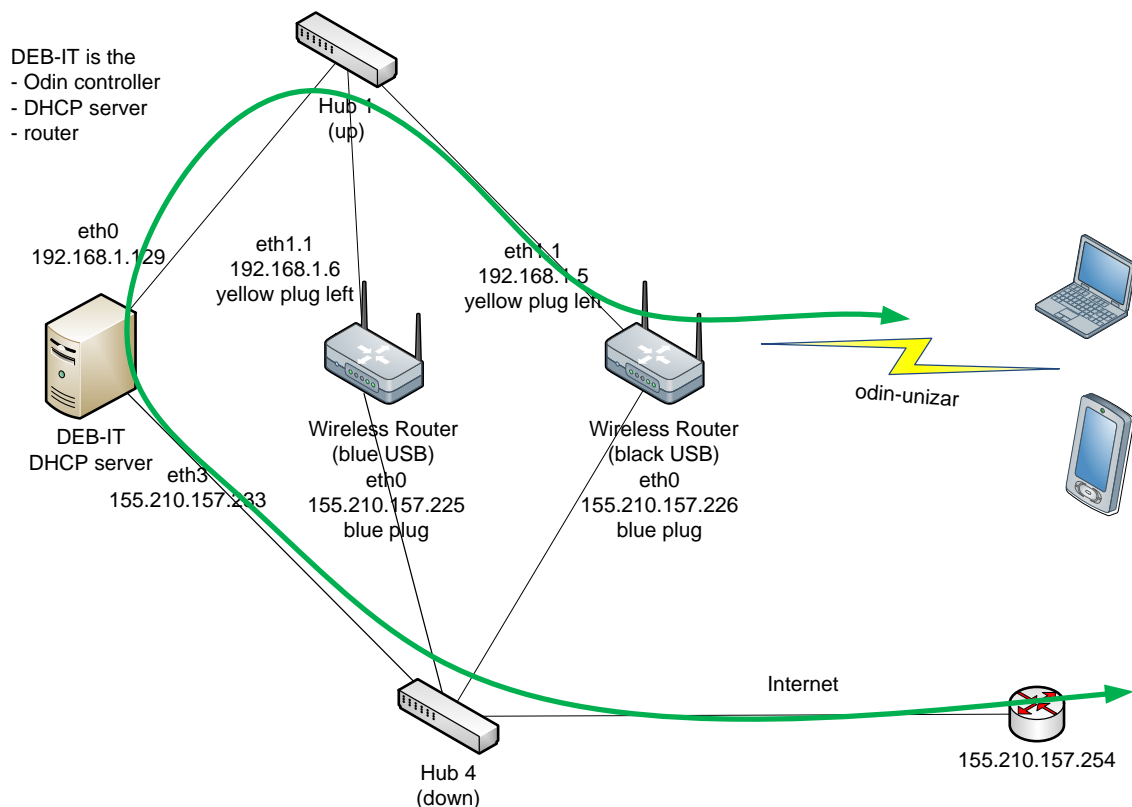 DEB-IT is the
- Odin controller
- DHCP server
- router
Hub 1
(up)
eth0
192.168.1.129
eth1.1
192.168.1.6
yellow plug left
eth1.1
192.168.1.5
yellow plug left
odin-unizar
DEB-IT
DHCP server
Wireless Router
(blue USB)
eth0
155.210.157.225
blue plug
Wireless Router
(black USB)
eth0
155.210.157.226
blue plug
eth3
155.210.157.233
Internet
155.210.157.254
Hub 4
(down)